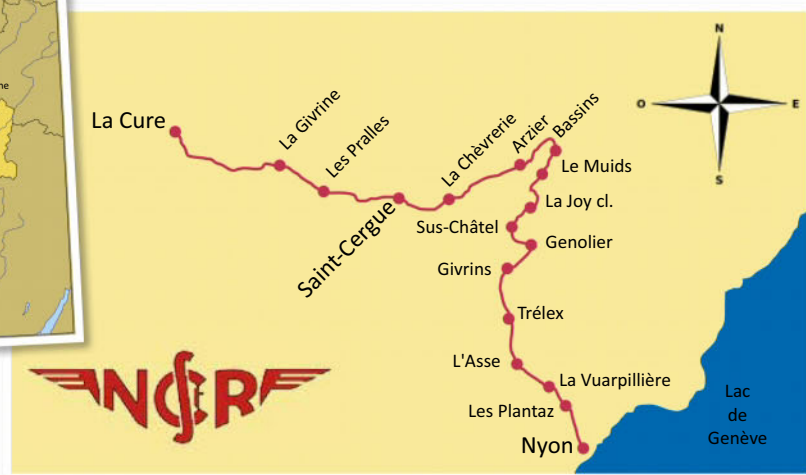 ne
La Cure
La Givrine
Les Pralles
Saint-Cergue
La Chèvrerie
Arzier
Bassins
Le Muids
La Joy cl.
Sus-Châtel
Genolier
Givrins
Trélex
L'Asse
La Vuarpillière
Les Plantaz
Nyon
N
O
E
S
Lac
de
Genève